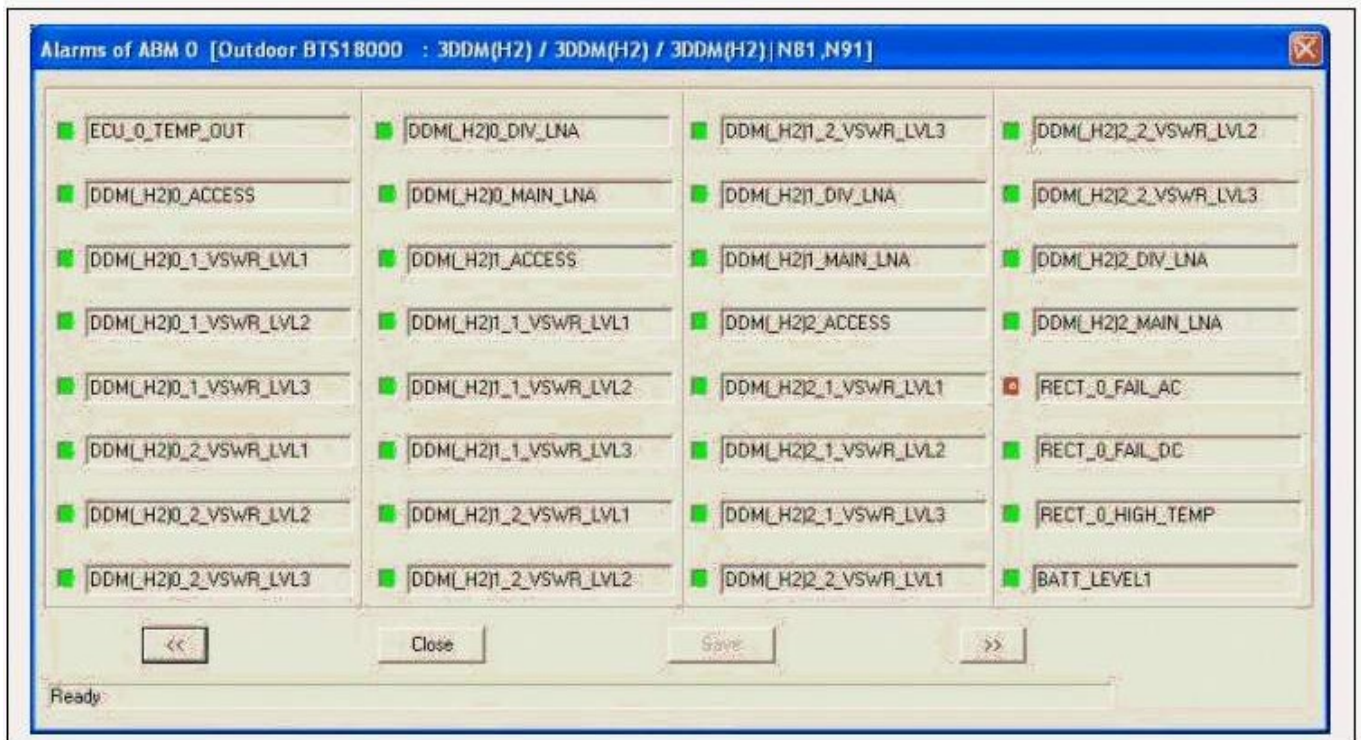 Alarms of ABM 0 [Outdoor BTS18000 : 3DDM(H2) / 3DDM(H2) / 3DDM(H2)|N81 ,N91]
ECU_0_TEMP_OUT
DDM(_H2)0_ACCESS
DDM(_H2)0_1_VSWR_LVL1
DDM(_H2)0_1_VSWR_LVL2
DDM(_H2)0_1_VSWR_LVL3
DDM(_H2)0_2_VSWR_LVL1
DDM(_H2)0_2_VSWR_LVL2
DDM(_H2)0_2_VSWR_LVL3
DDM(_H2)0_DIV_LNA
DDM(_H2)0_MAIN_LNA
DDM(_H2)1_ACCESS
DDM(_H2)1_1_VSWR_LVL1
DDM(_H2)1_1_VSWR_LVL2
DDM(_H2)1_1_VSWR_LVL3
DDM(_H2)1_2_VSWR_LVL1
DDM(_H2)1_2_VSWR_LVL2
DDM(_H2)1_2_VSWR_LVL3
DDM(_H2)1_DIV_LNA
DDM(_H2)1_MAIN_LNA
DDM(_H2)2_ACCESS
DDM(_H2)2_1_VSWR_LVL1
DDM(_H2)2_1_VSWR_LVL2
DDM(_H2)2_1_VSWR_LVL3
DDM(_H2)2_2_VSWR_LVL1
DDM(_H2)2_2_VSWR_LVL2
DDM(_H2)2_2_VSWR_LVL3
DDM(_H2)2_DIV_LNA
DDM(_H2)2_MAIN_LNA
RECT_0_FAIL_AC
RECT_0_FAIL_DC
RECT_0_HIGH_TEMP
BATT_LEVEL1
<< Close Save >>
Ready